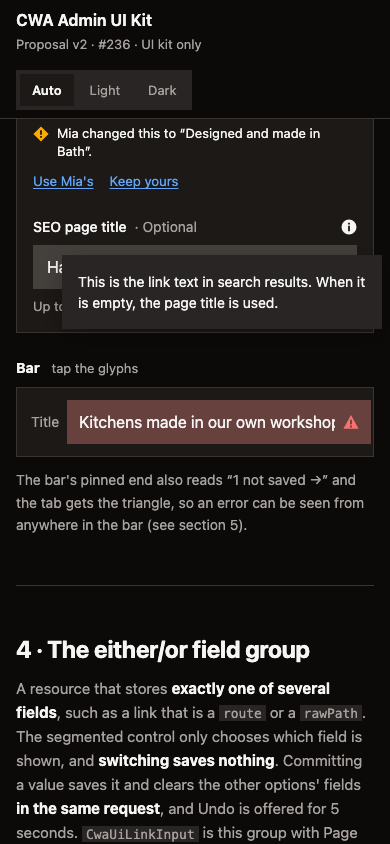 CWA Admin UI Kit
Proposal v2 · #236 · UI kit only
Auto
Light
Dark
Mia changed this to “Designed and made in
Bath”.
Use Mia's
Keep yours
SEO page title · Optional
Ha
This is the link text in search results. When it
is empty, the page title is used.
Up to
Bar tap the glyphs
Title
Kitchens made in our own workshop
The bar's pinned end also reads “1 not saved →” and
the tab gets the triangle, so an error can be seen from
anywhere in the bar (see section 5).
4 · The either/or field group
A resource that stores exactly one of several
fields, such as a link that is a route or a rawPath.
The segmented control only chooses which field is
shown, and switching saves nothing. Committing
a value saves it and clears the other options' fields
in the same request, and Undo is offered for 5
seconds. CwaUiLinkInput is this group with Page